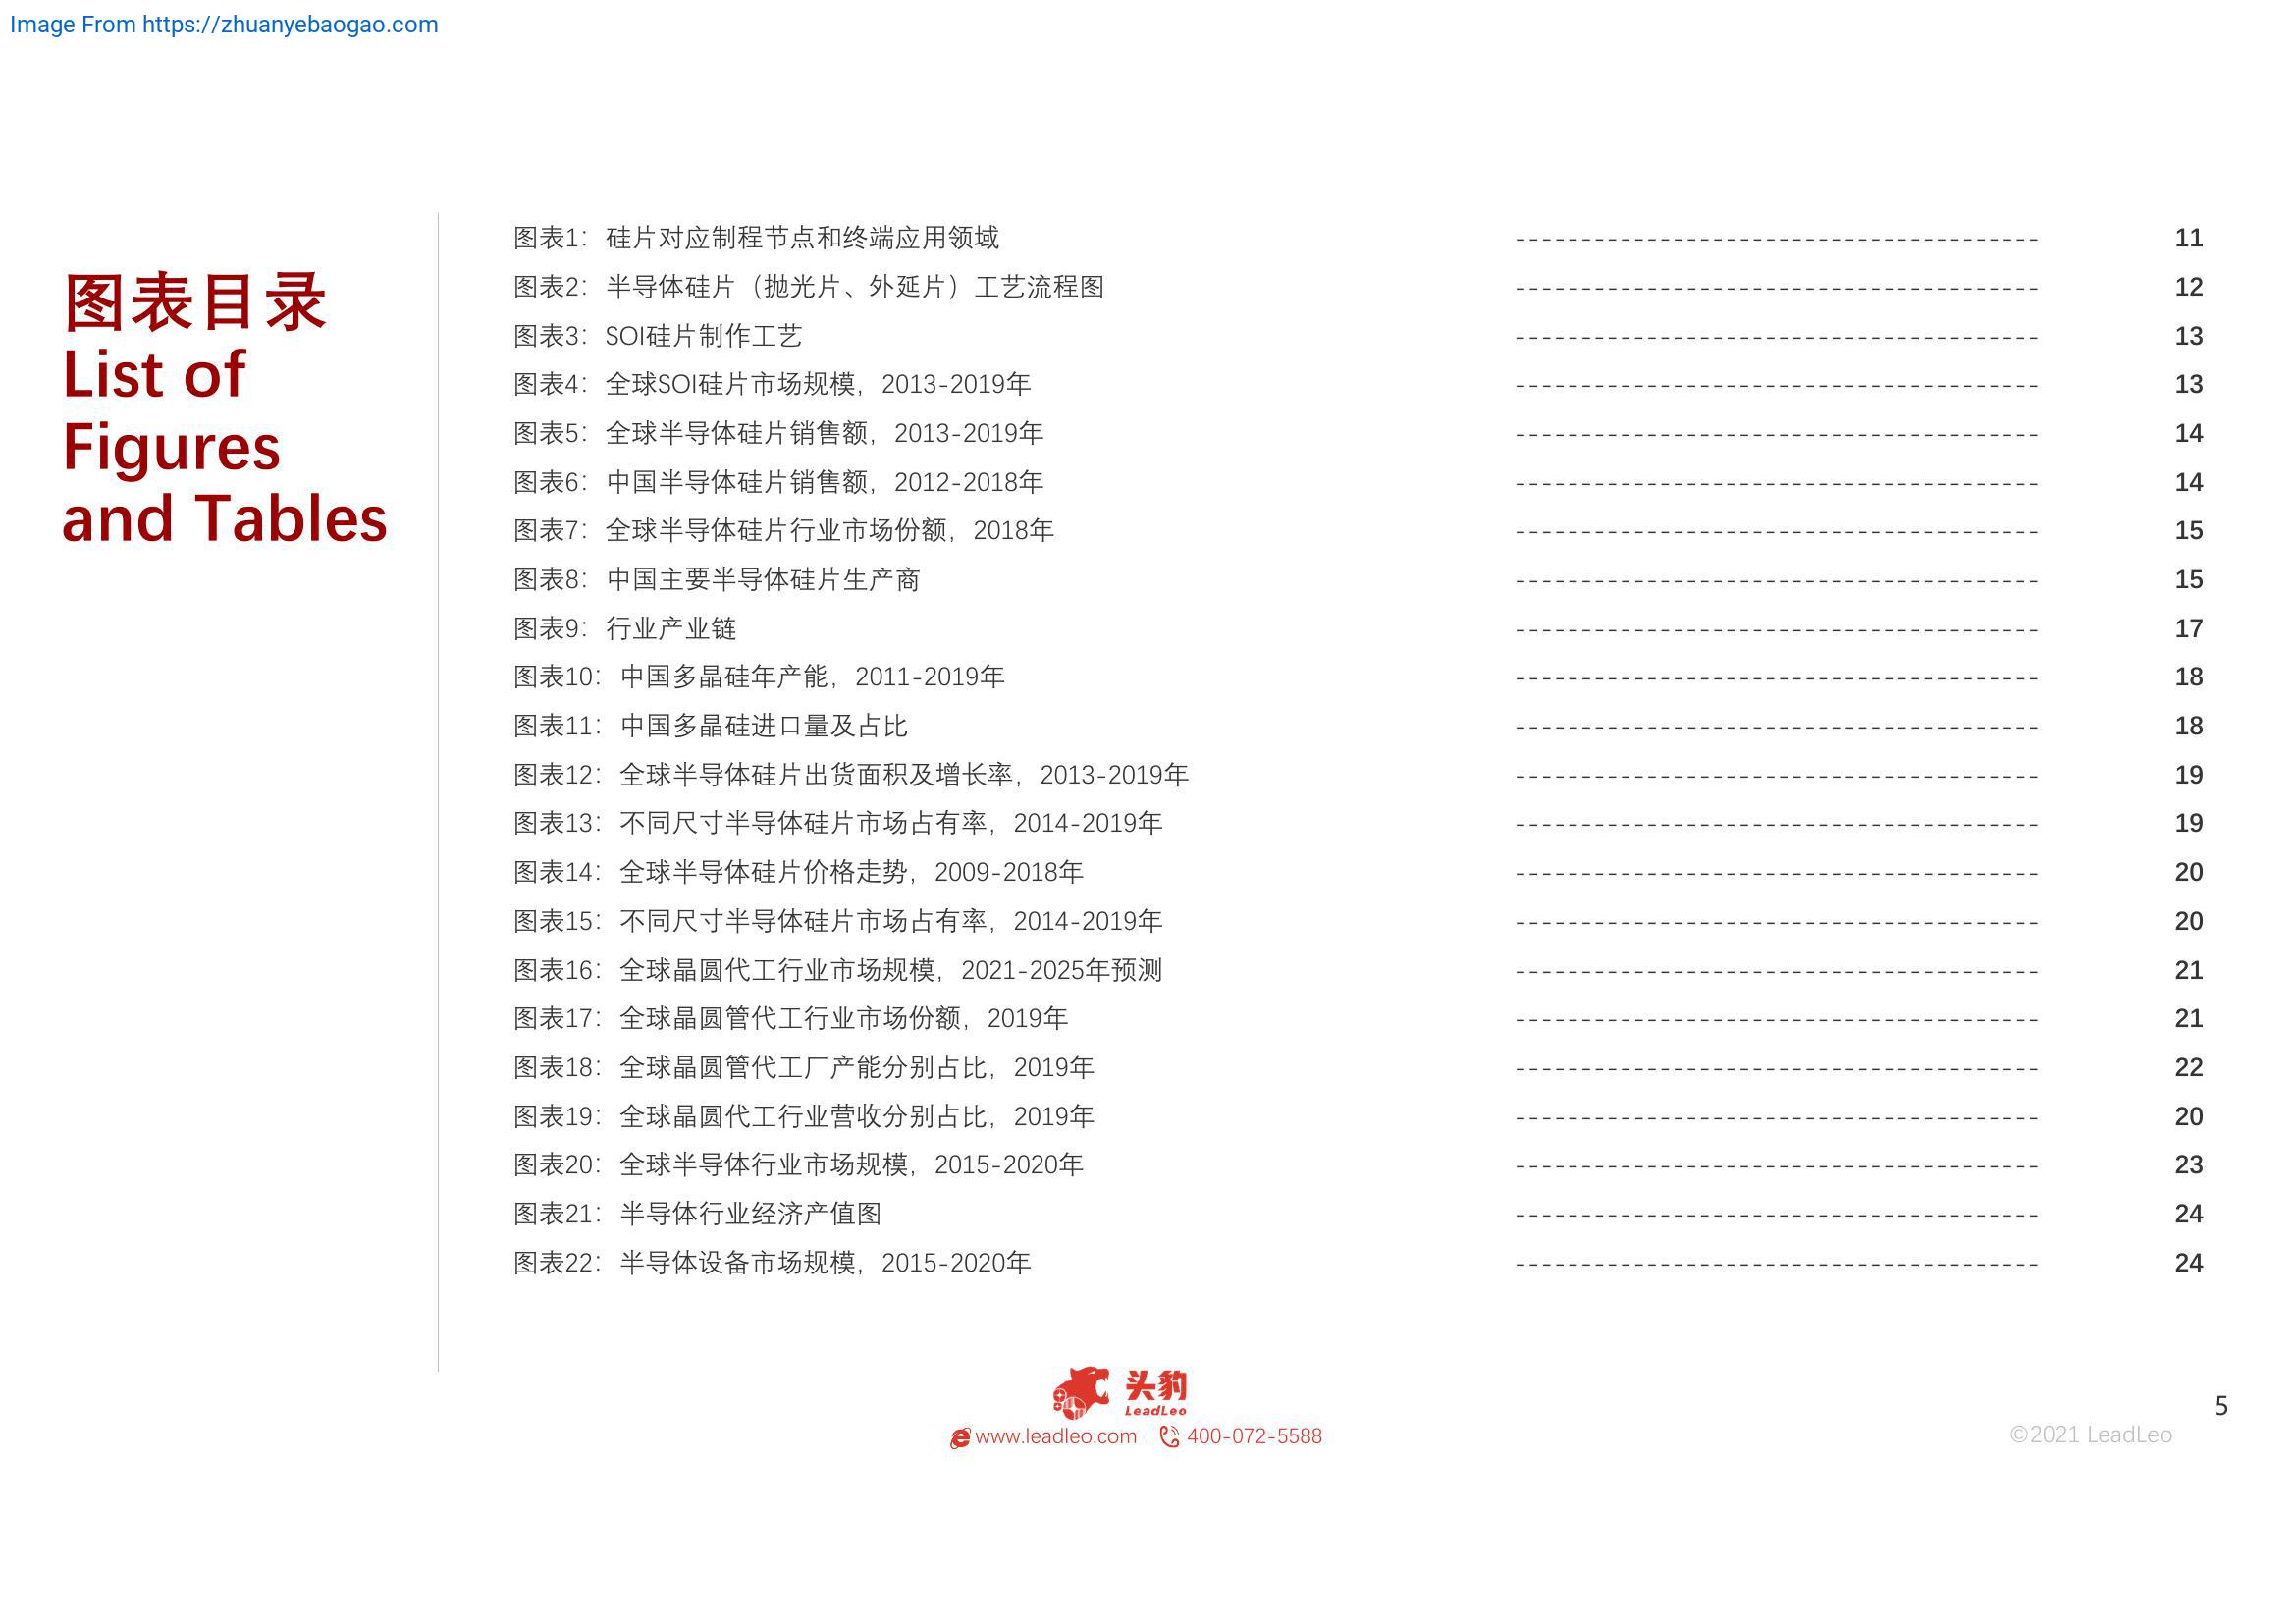 Image From https://zhuanyebaogao.com
图表目录
List of
Figures
and Tables
图表1：硅片对应制程节点和终端应用领域 ---------------------------------------- 11
图表2：半导体硅片（抛光片、外延片）工艺流程图 ---------------------------------------- 12
图表3：SOI硅片制作工艺 ---------------------------------------- 13
图表4：全球SOI硅片市场规模，2013-2019年 ---------------------------------------- 13
图表5：全球半导体硅片销售额，2013-2019年 ---------------------------------------- 14
图表6：中国半导体硅片销售额，2012-2018年 ---------------------------------------- 14
图表7：全球半导体硅片行业市场份额，2018年 ---------------------------------------- 15
图表8：中国主要半导体硅片生产商 ---------------------------------------- 15
图表9：行业产业链 ---------------------------------------- 17
图表10：中国多晶硅年产能，2011-2019年 ---------------------------------------- 18
图表11：中国多晶硅进口量及占比 ---------------------------------------- 18
图表12：全球半导体硅片出货面积及增长率，2013-2019年 ---------------------------------------- 19
图表13：不同尺寸半导体硅片市场占有率，2014-2019年 ---------------------------------------- 19
图表14：全球半导体硅片价格走势，2009-2018年 ---------------------------------------- 20
图表15：不同尺寸半导体硅片市场占有率，2014-2019年 ---------------------------------------- 20
图表16：全球晶圆代工行业市场规模，2021-2025年预测 ---------------------------------------- 21
图表17：全球晶圆管代工行业市场份额，2019年 ---------------------------------------- 21
图表18：全球晶圆管代工厂产能分别占比，2019年 ---------------------------------------- 22
图表19：全球晶圆代工行业营收分别占比，2019年 ---------------------------------------- 20
图表20：全球半导体行业市场规模，2015-2020年 ---------------------------------------- 23
图表21：半导体行业经济产值图 ---------------------------------------- 24
图表22：半导体设备市场规模，2015-2020年 ---------------------------------------- 24
头豹
LeadLeo
www.leadleo.com 400-072-5588
5
©2021 LeadLeo